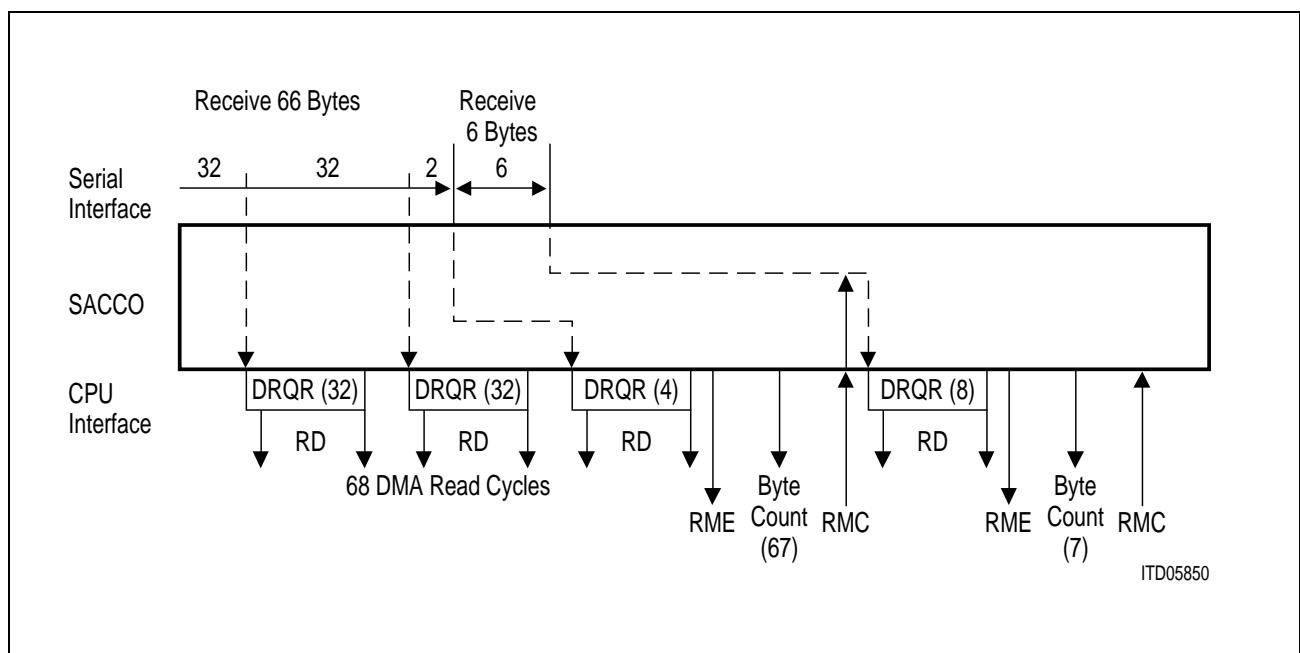 Receive 66 Bytes
Receive
6 Bytes
32
32
2
6
Serial
Interface
SACCO
CPU
Interface
DRQR (32)
DRQR (32)
DRQR (4)
DRQR (8)
RD
RD
RD
RD
68 DMA Read Cycles
RME
Byte
Count
(67)
RMC
RME
Byte
Count
(7)
RMC
ITD05850